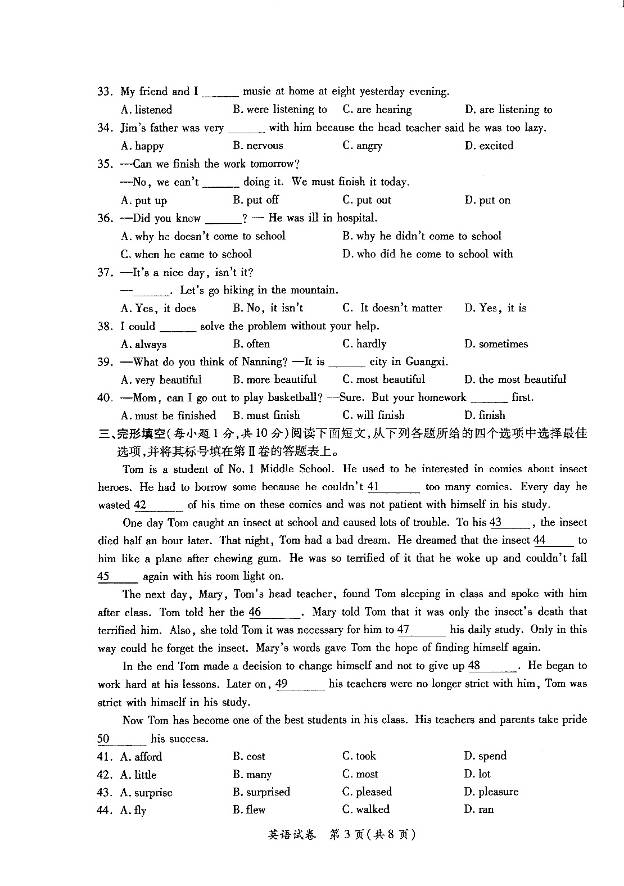 33. My friend and I ______ music at home at eight yesterday evening.
A. listened B. were listening to C. are hearing D. are listening to
34. Jim's father was very ______ with him because the head teacher said he was too lazy.
A. happy B. nervous C. angry D. excited
35. —Can we finish the work tomorrow?
—No, we can't ______ doing it. We must finish it today.
A. put up B. put off C. put out D. put on
36. —Did you know ______? — He was ill in hospital.
A. why he doesn't come to school B. why he didn't come to school
C. when he came to school D. who did he come to school with
37. —It's a nice day, isn't it?
—______. Let's go hiking in the mountain.
A. Yes, it does B. No, it isn't C. It doesn't matter D. Yes, it is
38. I could ______ solve the problem without your help.
A. always B. often C. hardly D. sometimes
39. —What do you think of Nanning? —It is ______ city in Guangxi.
A. very beautiful B. more beautiful C. most beautiful D. the most beautiful
40. —Mom, can I go out to play basketball? —Sure. But your homework ______ first.
A. must be finished B. must finish C. will finish D. finish
三、完形填空(每小题1分,共10分)阅读下面短文,从下列各题所给的四个选项中选择最佳
选项,并将其标号填在第Ⅱ卷的答题表上。
Tom is a student of No. 1 Middle School. He used to be interested in comics about insect
heroes. He had to borrow some because he couldn't 41 too many comics. Every day he
wasted 42 of his time on these comics and was not patient with himself in his study.
One day Tom caught an insect at school and caused lots of trouble. To his 43, the insect
died half an hour later. That night, Tom had a bad dream. He dreamed that the insect 44 to
him like a plane after chewing gum. He was so terrified of it that he woke up and couldn't fall
45 again with his room light on.
The next day, Mary, Tom's head teacher, found Tom sleeping in class and spoke with him
after class. Tom told her the 46. Mary told Tom that it was only the insect's death that
terrified him. Also, she told Tom it was necessary for him to 47 his daily study. Only in this
way could he forget the insect. Mary's words gave Tom the hope of finding himself again.
In the end Tom made a decision to change himself and not to give up 48. He began to
work hard at his lessons. Later on, 49 his teachers were no longer strict with him, Tom was
strict with himself in his study.
Now Tom has become one of the best students in his class. His teachers and parents take pride
50 his success.
41. A. afford B. cost C. took D. spend
42. A. little B. many C. most D. lot
43. A. surprise B. surprised C. pleased D. pleasure
44. A. fly B. flew C. walked D. ran
英语试卷 第3页(共8页)